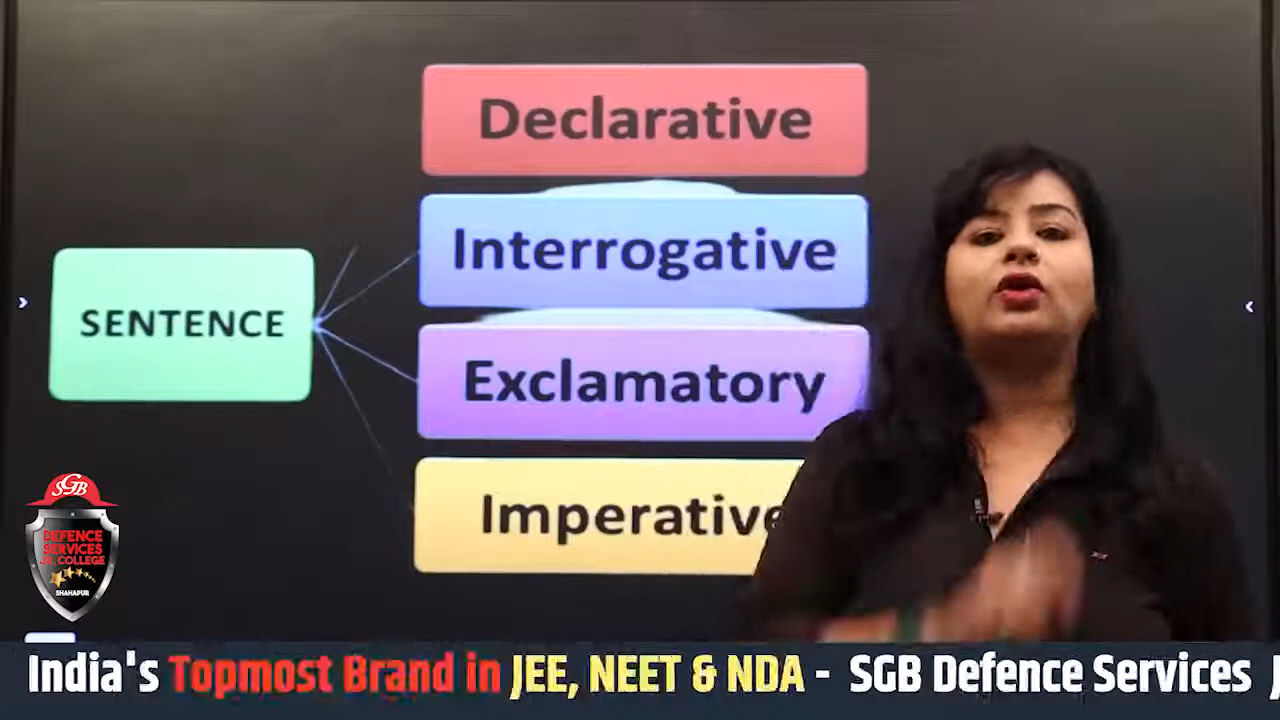 Declarative
Interrogative
SENTENCE
Exclamatory
Imperative
SGB
DEFENCE
SERVICES
COLLEGE
SHAHAPUR
India's Topmost Brand in JEE, NEET & NDA - SGB Defence Services